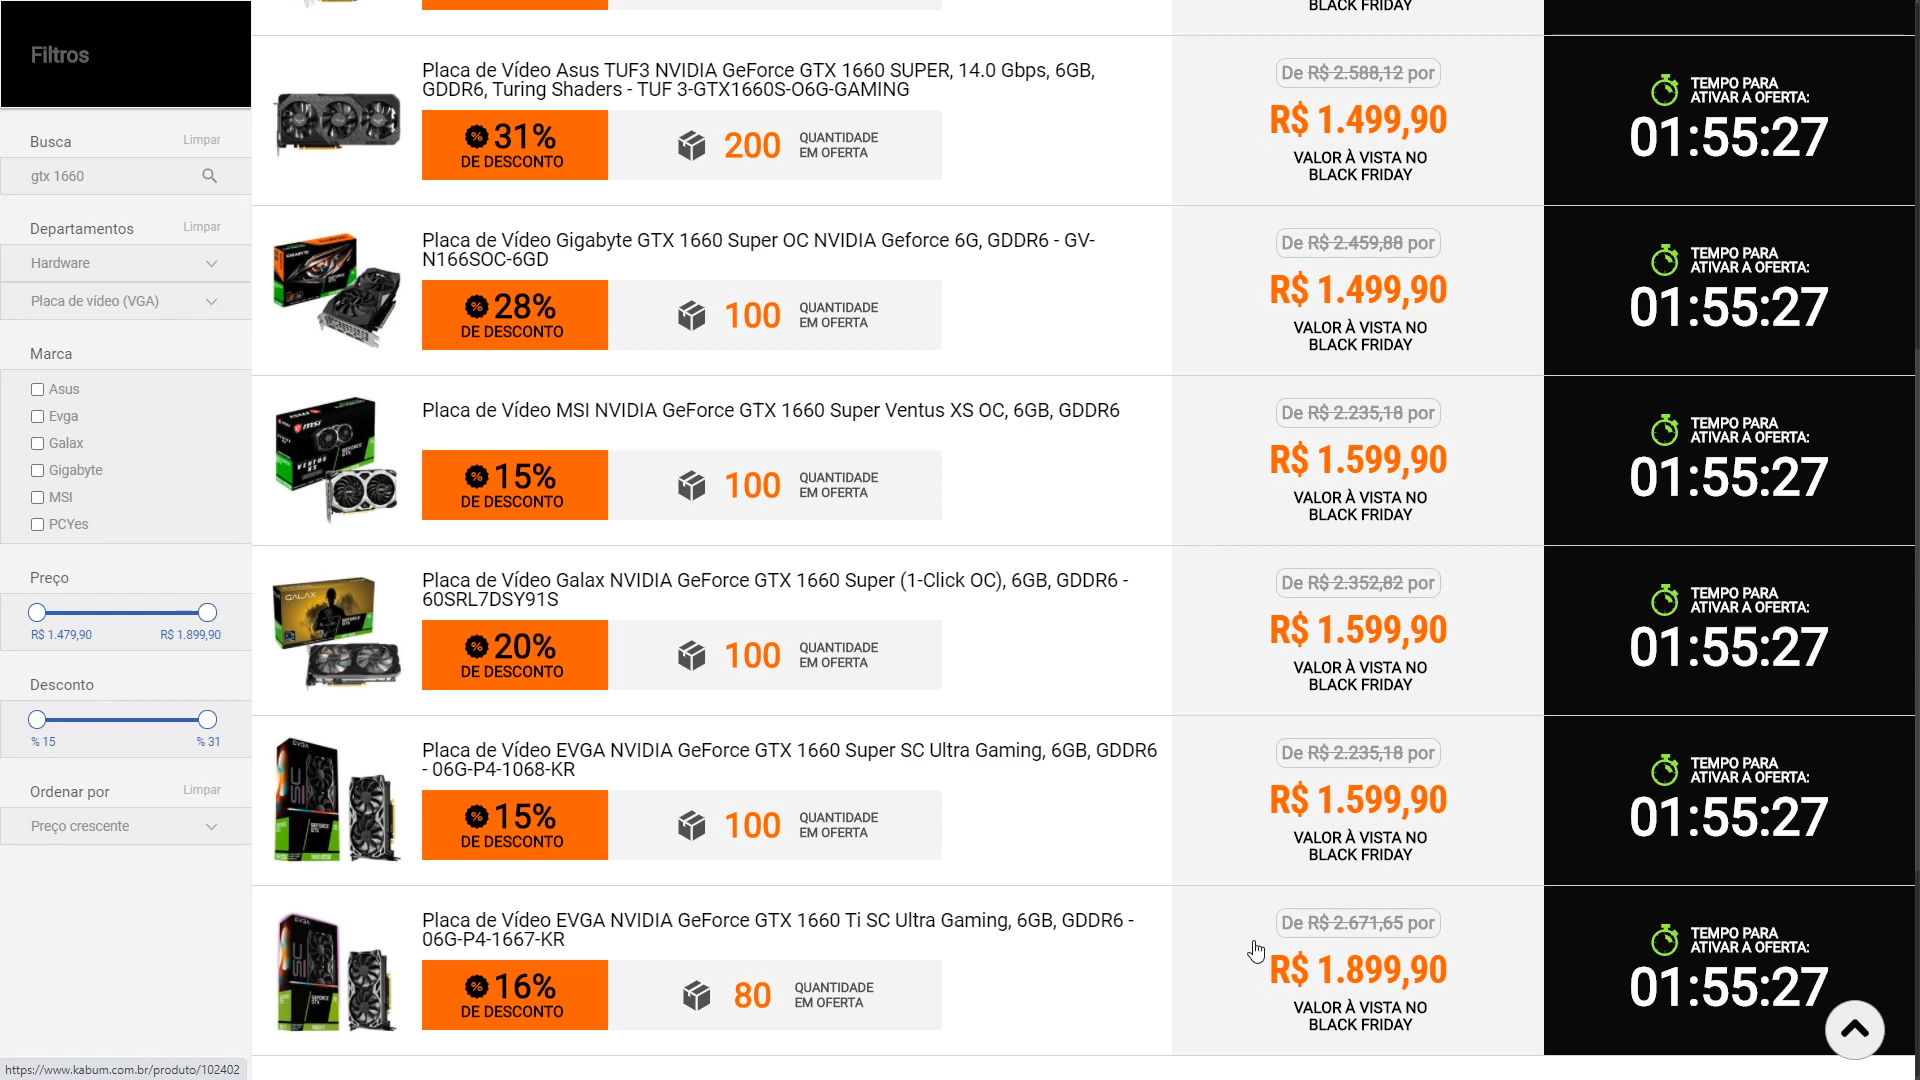 Filtros
Busca
Limpar
gtx 1660
Departamentos
Limpar
Hardware
Placa de vídeo (VGA)
Marca
Asus
Evga
Galax
Gigabyte
MSI
PCYes
Preço
R$ 1.479,90
R$ 1.899,90
Desconto
% 15
% 31
Ordenar por
Limpar
Preço crescente
BLACK FRIDAY
Placa de Vídeo Asus TUF3 NVIDIA GeForce GTX 1660 SUPER, 14.0 Gbps, 6GB,
GDDR6, Turing Shaders - TUF 3-GTX1660S-O6G-GAMING
% 31%
DE DESCONTO
200
QUANTIDADE
EM OFERTA
De R$ 2.588,12 por
R$ 1.499,90
VALOR À VISTA NO
BLACK FRIDAY
TEMPO PARA
ATIVAR A OFERTA:
01:55:27
GIGABYTE
Placa de Vídeo Gigabyte GTX 1660 Super OC NVIDIA Geforce 6G, GDDR6 - GV-
N166SOC-6GD
% 28%
DE DESCONTO
100
QUANTIDADE
EM OFERTA
De R$ 2.459,88 por
R$ 1.499,90
VALOR À VISTA NO
BLACK FRIDAY
TEMPO PARA
ATIVAR A OFERTA:
01:55:27
msi
VENTUS XS
Placa de Vídeo MSI NVIDIA GeForce GTX 1660 Super Ventus XS OC, 6GB, GDDR6
% 15%
DE DESCONTO
100
QUANTIDADE
EM OFERTA
De R$ 2.235,18 por
R$ 1.599,90
VALOR À VISTA NO
BLACK FRIDAY
TEMPO PARA
ATIVAR A OFERTA:
01:55:27
GALAX
Placa de Vídeo Galax NVIDIA GeForce GTX 1660 Super (1-Click OC), 6GB, GDDR6 -
60SRL7DSY91S
% 20%
DE DESCONTO
100
QUANTIDADE
EM OFERTA
De R$ 2.352,82 por
R$ 1.599,90
VALOR À VISTA NO
BLACK FRIDAY
TEMPO PARA
ATIVAR A OFERTA:
01:55:27
EVGA
SC
Placa de Vídeo EVGA NVIDIA GeForce GTX 1660 Super SC Ultra Gaming, 6GB, GDDR6
- 06G-P4-1068-KR
% 15%
DE DESCONTO
100
QUANTIDADE
EM OFERTA
De R$ 2.235,18 por
R$ 1.599,90
VALOR À VISTA NO
BLACK FRIDAY
TEMPO PARA
ATIVAR A OFERTA:
01:55:27
EVGA
SC
Placa de Vídeo EVGA NVIDIA GeForce GTX 1660 Ti SC Ultra Gaming, 6GB, GDDR6 -
06G-P4-1667-KR
% 16%
DE DESCONTO
80
QUANTIDADE
EM OFERTA
De R$ 2.671,65 por
R$ 1.899,90
VALOR À VISTA NO
BLACK FRIDAY
TEMPO PARA
ATIVAR A OFERTA:
01:55:27
https://www.kabum.com.br/produto/102402